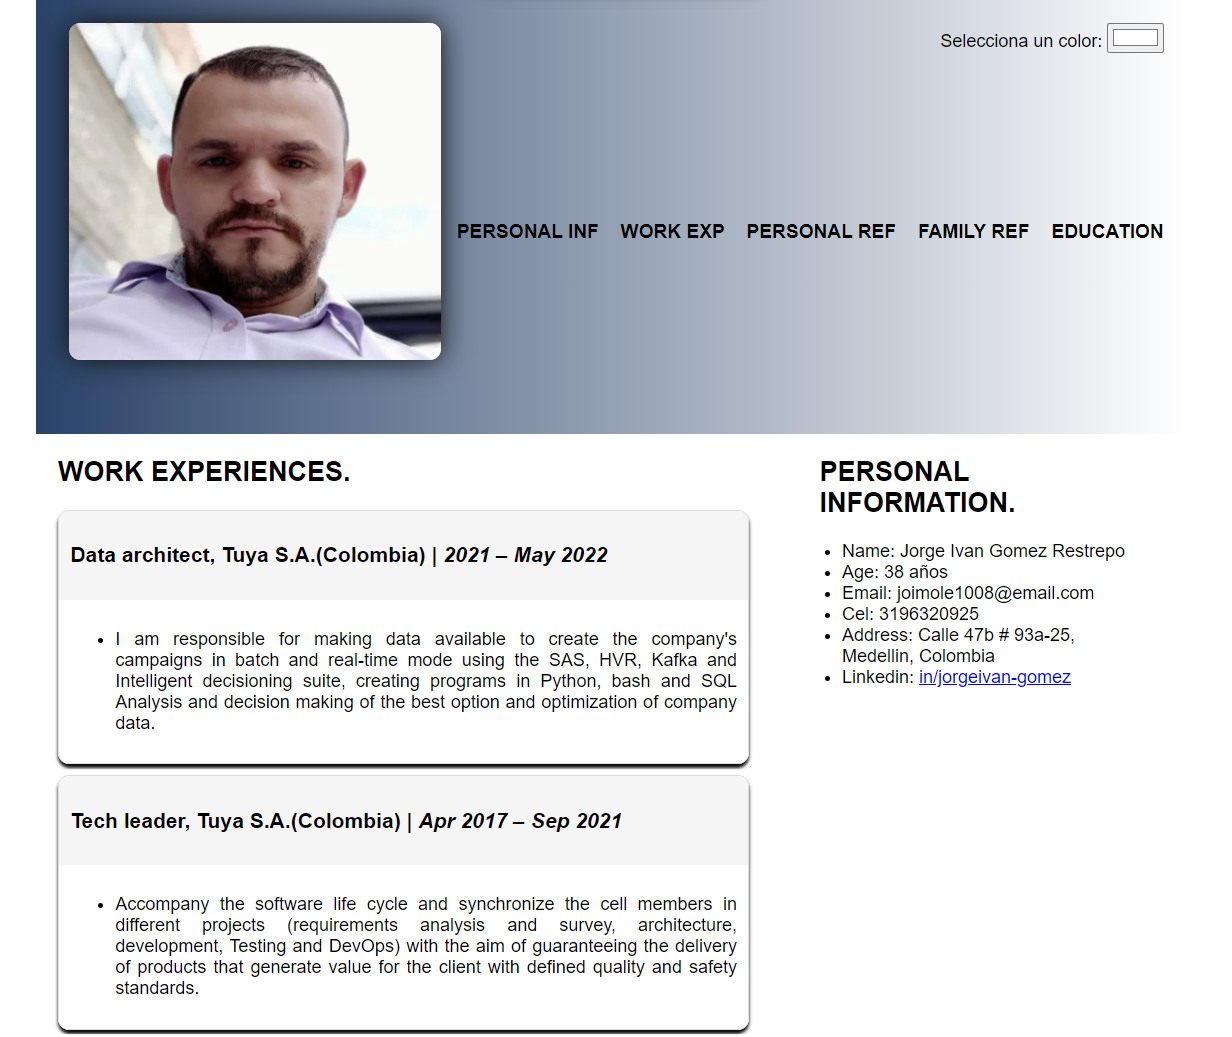 Selecciona un color:
PERSONAL INF WORK EXP PERSONAL REF FAMILY REF EDUCATION
WORK EXPERIENCES.
Data architect, Tuya S.A.(Colombia) | 2021 – May 2022
I am responsible for making data available to create the company's
campaigns in batch and real-time mode using the SAS, HVR, Kafka and
Intelligent decisioning suite, creating programs in Python, bash and SQL
Analysis and decision making of the best option and optimization of company
data.
Tech leader, Tuya S.A.(Colombia) | Apr 2017 – Sep 2021
Accompany the software life cycle and synchronize the cell members in
different projects (requirements analysis and survey, architecture,
development, Testing and DevOps) with the aim of guaranteeing the delivery
of products that generate value for the client with defined quality and safety
standards.
PERSONAL
INFORMATION.
Name: Jorge Ivan Gomez Restrepo
Age: 38 años
Email: joimole1008@email.com
Cel: 3196320925
Address: Calle 47b # 93a-25,
Medellin, Colombia
Linkedin: in/jorgeivan-gomez